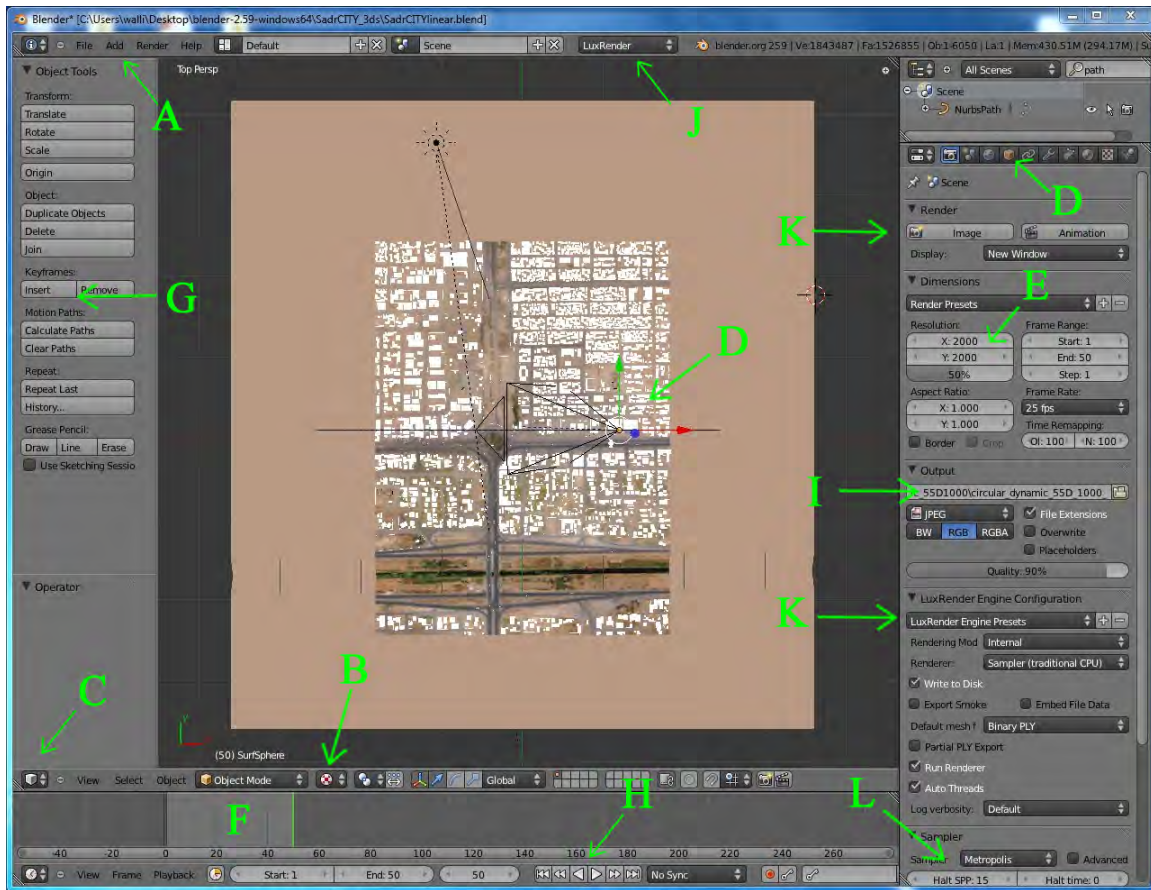 Blender* [C:\Users\walli\Desktop\blender-2.59-windows64\SadrCITY_3ds\SadrCITYlinear.blend]
File Add Render Help Default Scene LuxRender blender.org 259 | Ve:1843487 | Fa:1526855 | Ob:1-6050 | La:1 | Mem:430.51M (294.17M) | Su
A
J
Object Tools
Transform:
Translate
Rotate
Scale
Origin
Object:
Duplicate Objects
Delete
Join
Keyframes:
Insert Remove
G
Motion Paths:
Calculate Paths
Clear Paths
Repeat:
Repeat Last
History...
Grease Pencil:
Draw Line Erase
Use Sketching Sessio
Operator
C
Top Persp
D
B
(50) SurfSphere
All Scenes path
Scene
NurbsPath
D
Scene
Render
K
Image Animation
Display: New Window
Dimensions
E
Render Presets
Resolution: Frame Range:
X: 2000 Start: 1
Y: 2000 End: 50
50% Step: 1
Aspect Ratio: Frame Rate:
X: 1.000 25 fps
Y: 1.000 Time Remapping:
Border Crop Ol: 100 N: 100
Output
I
_55D1000\circular_dynamic_55D_1000_
JPEG File Extensions
BW RGB RGBA Overwrite
Placeholders
Quality: 90%
LuxRender Engine Configuration
K
LuxRender Engine Presets
Rendering Mod Internal
Renderer: Sampler (traditional CPU)
Write to Disk
Export Smoke Embed File Data
Default mesh f Binary PLY
Partial PLY Export
Run Renderer
Auto Threads
L
Log verbosity: Default
Sampler
Sampler Metropolis Advanced
Halt SPP: 15 Halt time: 0
View Select Object Object Mode Global
F
H
-40 -20 0 20 40 60 80 100 120 140 160 180 200 220 240 260
View Frame Playback Start: 1 End: 50 50 No Sync